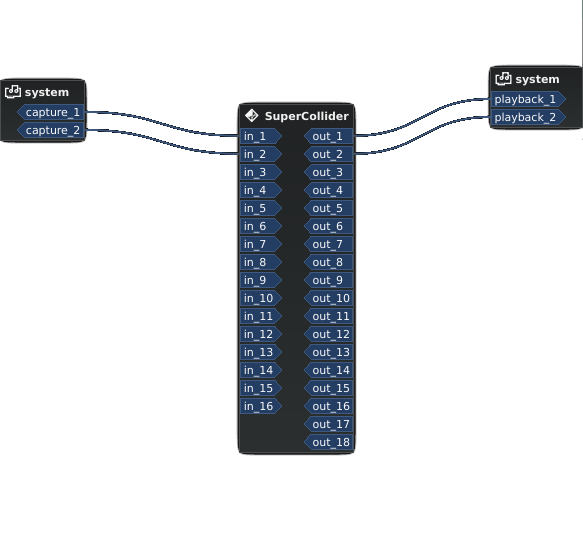 system
capture_1
capture_2
SuperCollider
in_1 out_1
in_2 out_2
in_3 out_3
in_4 out_4
in_5 out_5
in_6 out_6
in_7 out_7
in_8 out_8
in_9 out_9
in_10 out_10
in_11 out_11
in_12 out_12
in_13 out_13
in_14 out_14
in_15 out_15
in_16 out_16
out_17
out_18
system
playback_1
playback_2